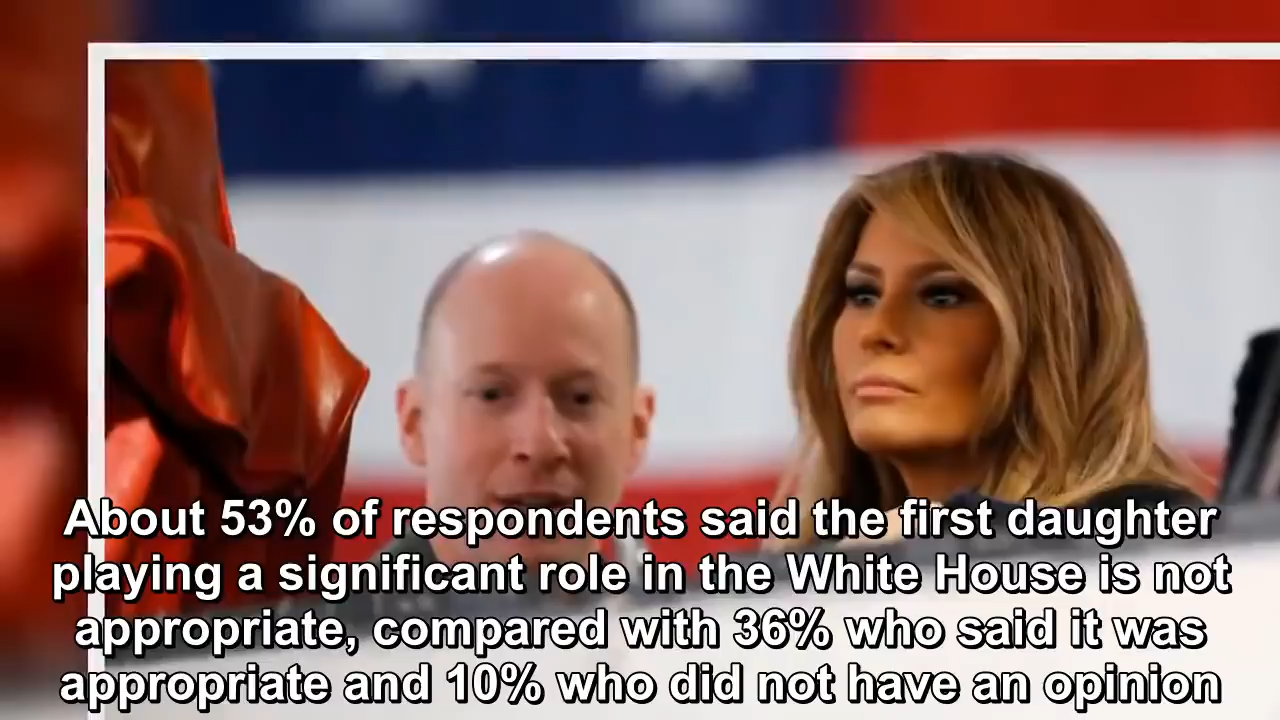 About 53% of respondents said the first daughter
playing a significant role in the White House is not
appropriate, compared with 36% who said it was
appropriate and 10% who did not have an opinion